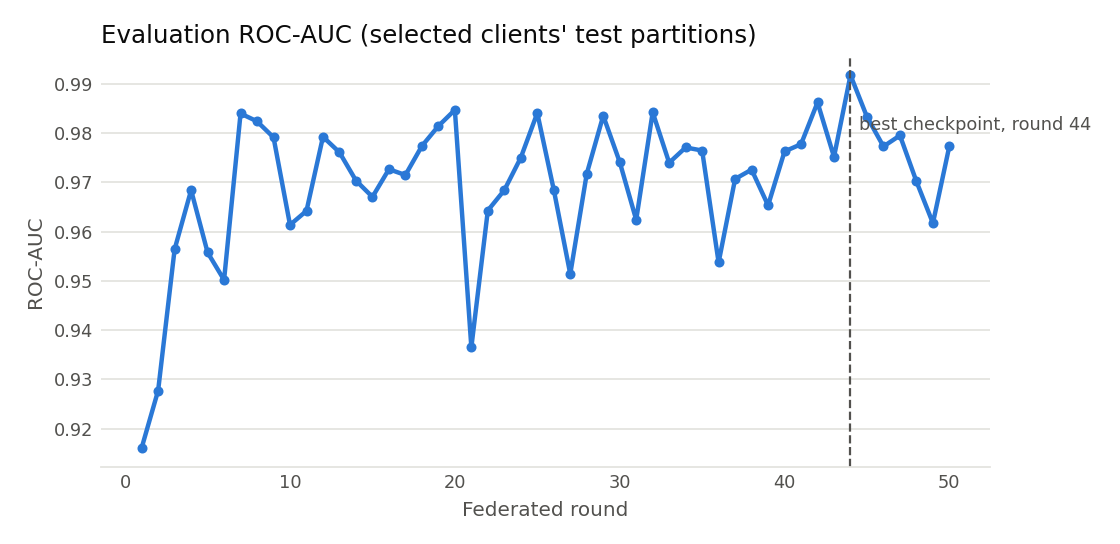 Evaluation ROC-AUC (selected clients' test partitions)
ROC-AUC
0.99
0.98
0.97
0.96
0.95
0.94
0.93
0.92
best checkpoint, round 44
0 10 20 30 40 50
Federated round